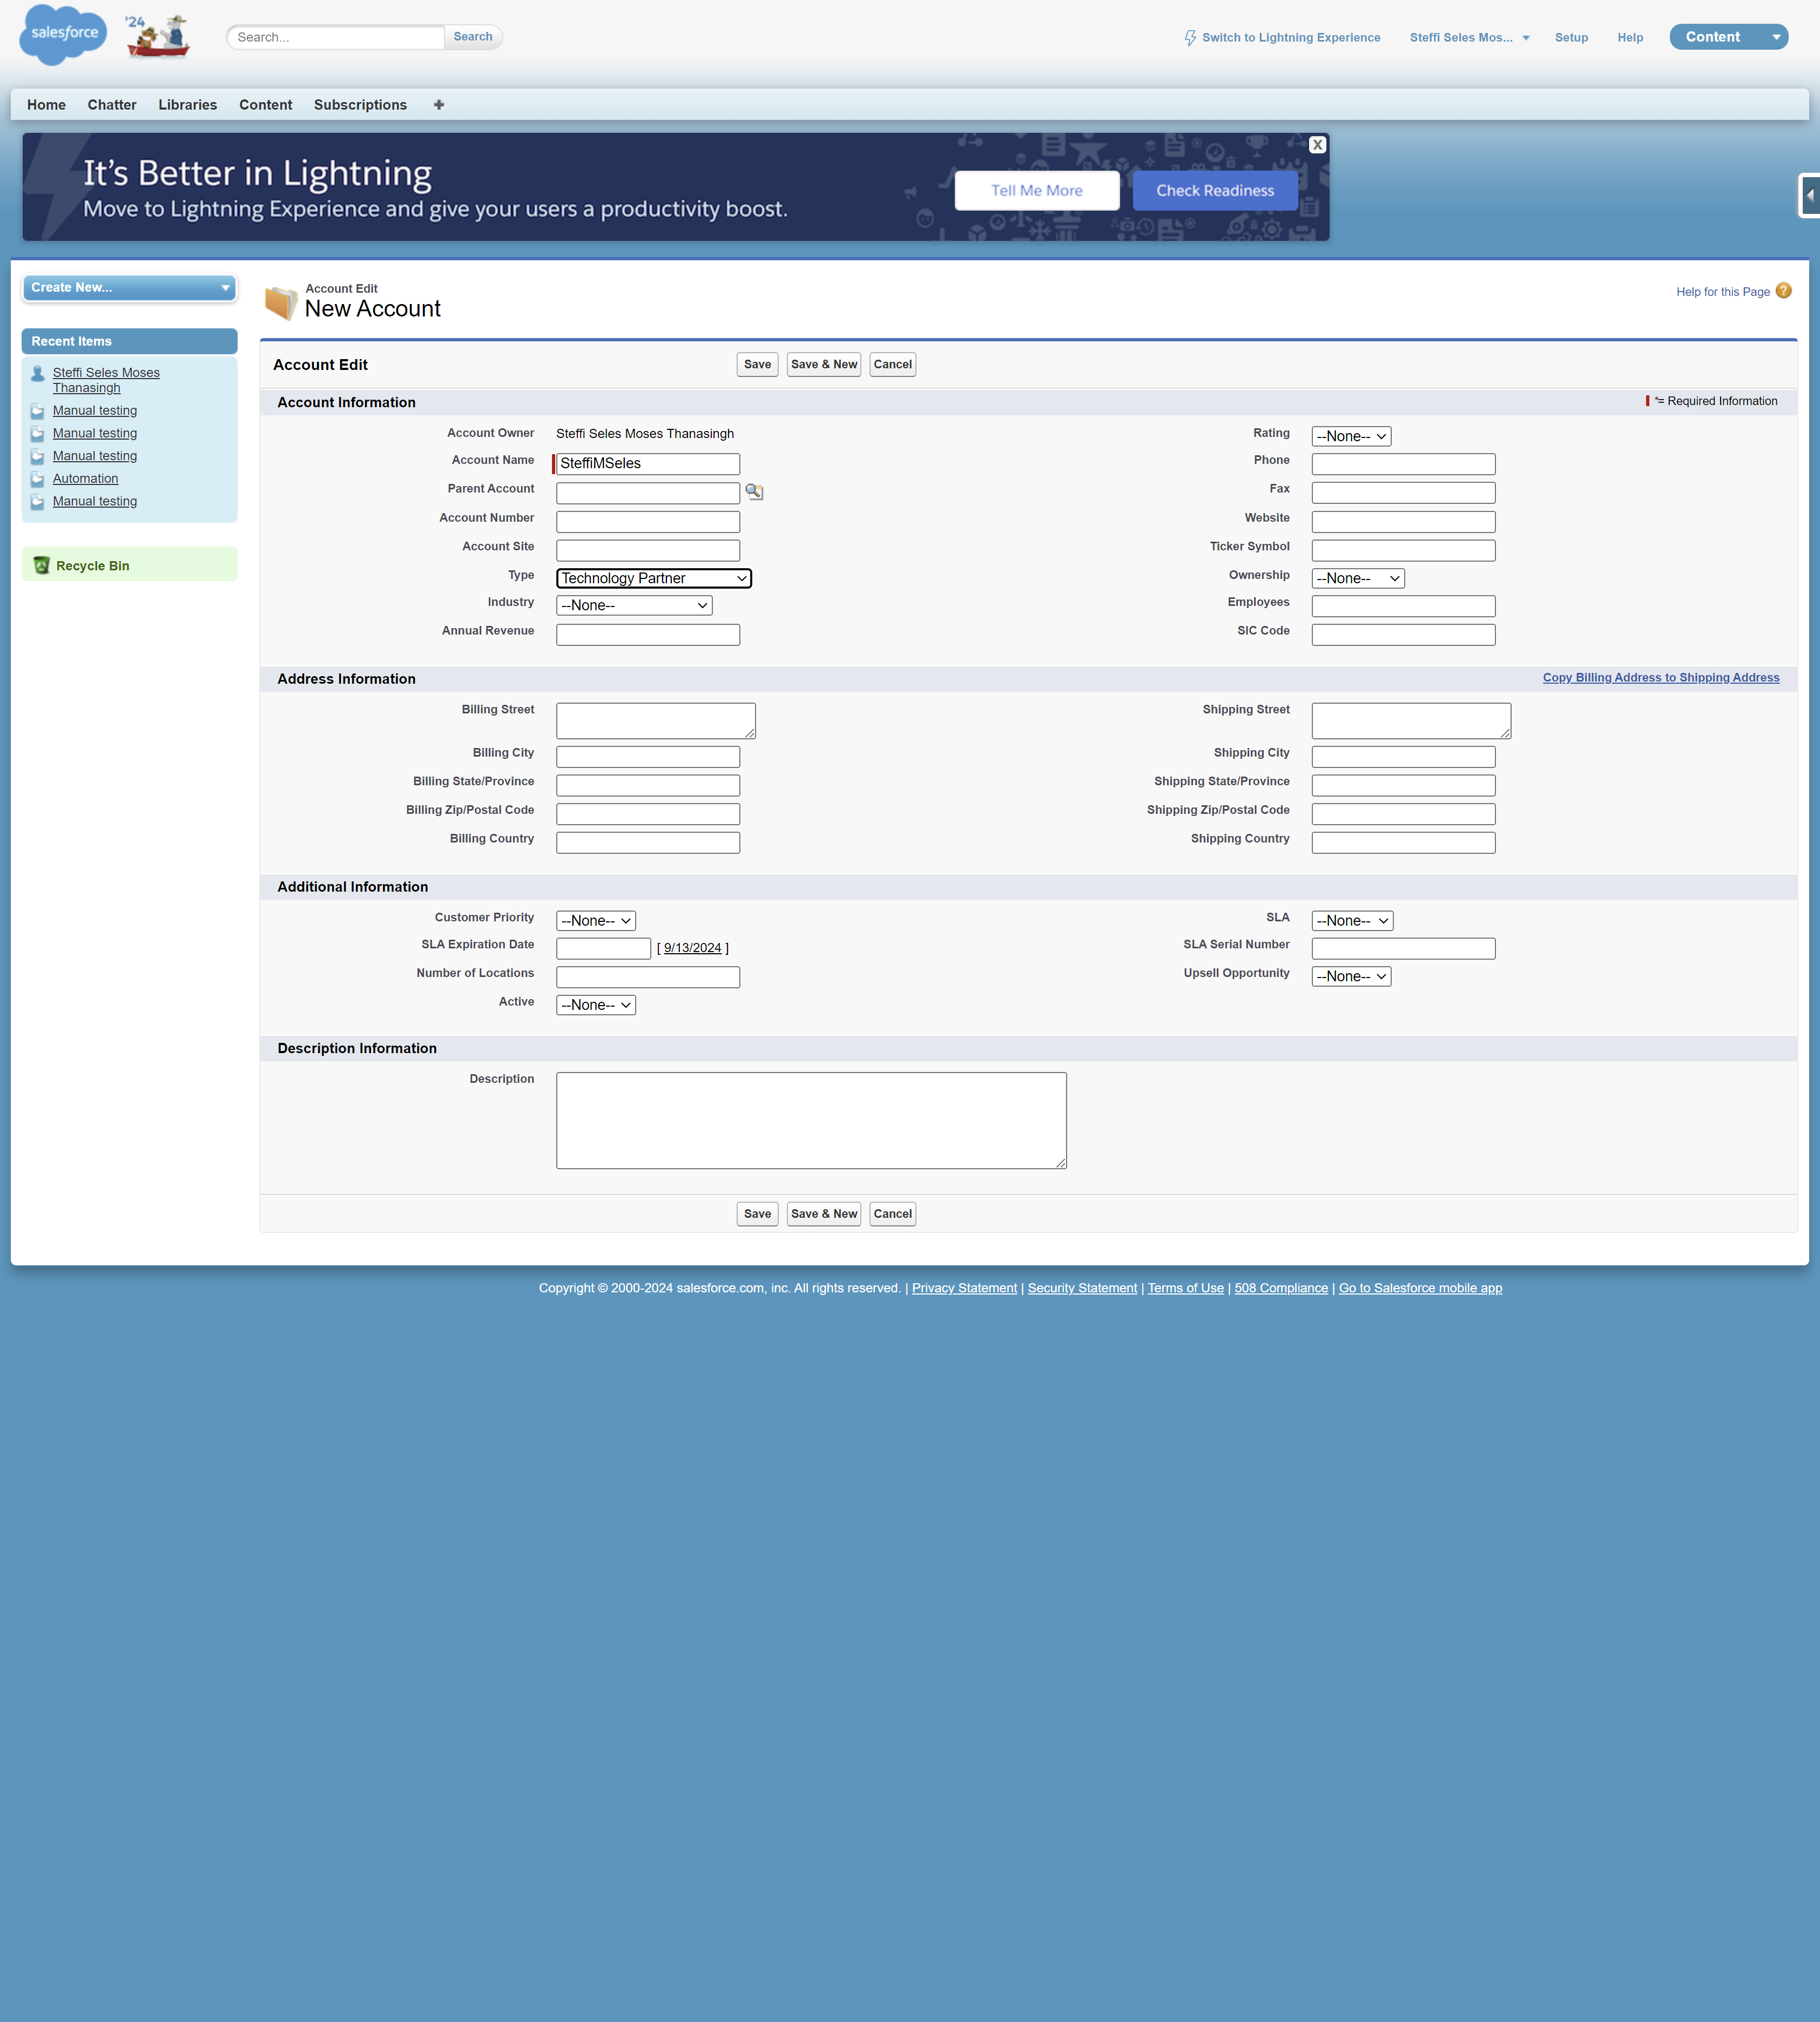 salesforce
'24
Search...
Search
Switch to Lightning Experience
Steffi Seles Mos...
Setup
Help
Content
Home
Chatter
Libraries
Content
Subscriptions
It's Better in Lightning
Move to Lightning Experience and give your users a productivity boost.
Tell Me More
Check Readiness
X
Create New...
Recent Items
Steffi Seles Moses
Thanasingh
Manual testing
Manual testing
Manual testing
Automation
Manual testing
Recycle Bin
Account Edit
New Account
Help for this Page ?
Account Edit
Save
Save & New
Cancel
Account Information
*= Required Information
Account Owner Steffi Seles Moses Thanasingh
Rating --None--
Account Name SteffiMSeles
Phone
Parent Account
Fax
Account Number
Website
Account Site
Ticker Symbol
Type Technology Partner
Ownership --None--
Industry --None--
Employees
Annual Revenue
SIC Code
Address Information
Copy Billing Address to Shipping Address
Billing Street
Shipping Street
Billing City
Shipping City
Billing State/Province
Shipping State/Province
Billing Zip/Postal Code
Shipping Zip/Postal Code
Billing Country
Shipping Country
Additional Information
Customer Priority --None--
SLA --None--
SLA Expiration Date [ 9/13/2024 ]
SLA Serial Number
Number of Locations
Upsell Opportunity --None--
Active --None--
Description Information
Description
Save
Save & New
Cancel
Copyright © 2000-2024 salesforce.com, inc. All rights reserved. | Privacy Statement | Security Statement | Terms of Use | 508 Compliance | Go to Salesforce mobile app